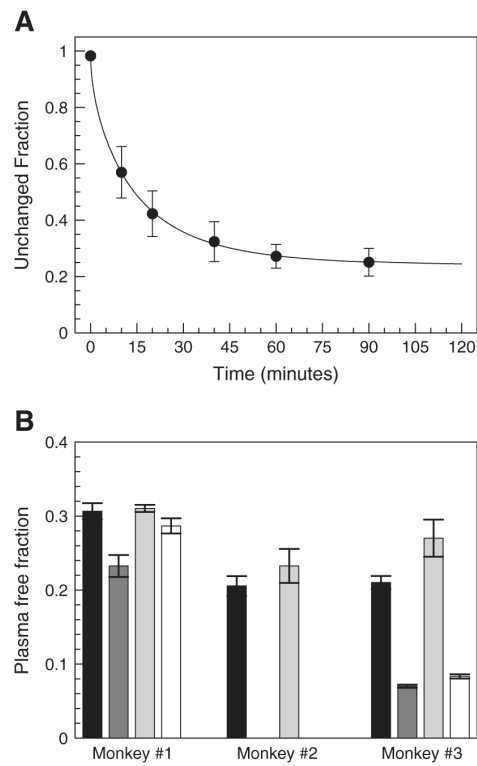 A
1
0.8
0.6
0.4
0.2
0
Unchanged Fraction
0 15 30 45 60 75 90 105 120
Time (minutes)
B
0.4
0.3
0.2
0.1
0
Plasma free fraction
Monkey #1 Monkey #2 Monkey #3